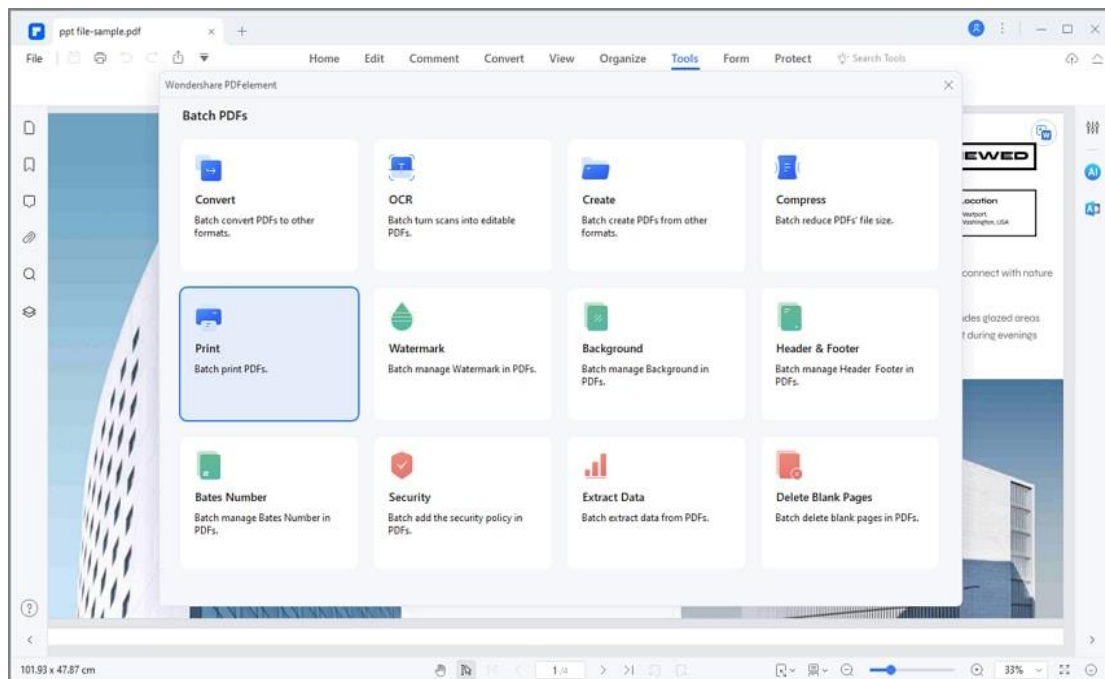 ppt file-sample.pdf
File
Home Edit Comment Convert View Organize Tools Form Protect Search Tools
Wondershare PDFelement
Batch PDFs
Convert
Batch convert PDFs to other
formats.
OCR
Batch turn scans into editable
PDFs.
Create
Batch create PDFs from other
formats.
Compress
Batch reduce PDFs' file size.
Print
Batch print PDFs.
Watermark
Batch manage Watermark in PDFs.
Background
Batch manage Background in
PDFs.
Header & Footer
Batch manage Header Footer in
PDFs.
Bates Number
Batch manage Bates Number in
PDFs.
Security
Batch add the security policy in
PDFs.
Extract Data
Batch extract data from PDFs.
Delete Blank Pages
Batch delete blank pages in PDFs.
EWED
ocation
Westport
Washington, USA
connect with nature
udes glazed areas
t during evenings
W
AI
A
?
101.93 x 47.87 cm
1 /4
33%